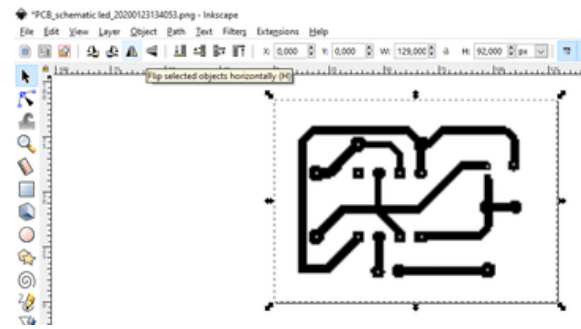 *PCB_schematic led_20200123134053.png - Inkscape
File Edit View Layer Object Path Text Filters Extensions Help
X: 0,000 Y: 0,000 W: 129,000 H: 92,000 px
Flip selected objects horizontally (H)